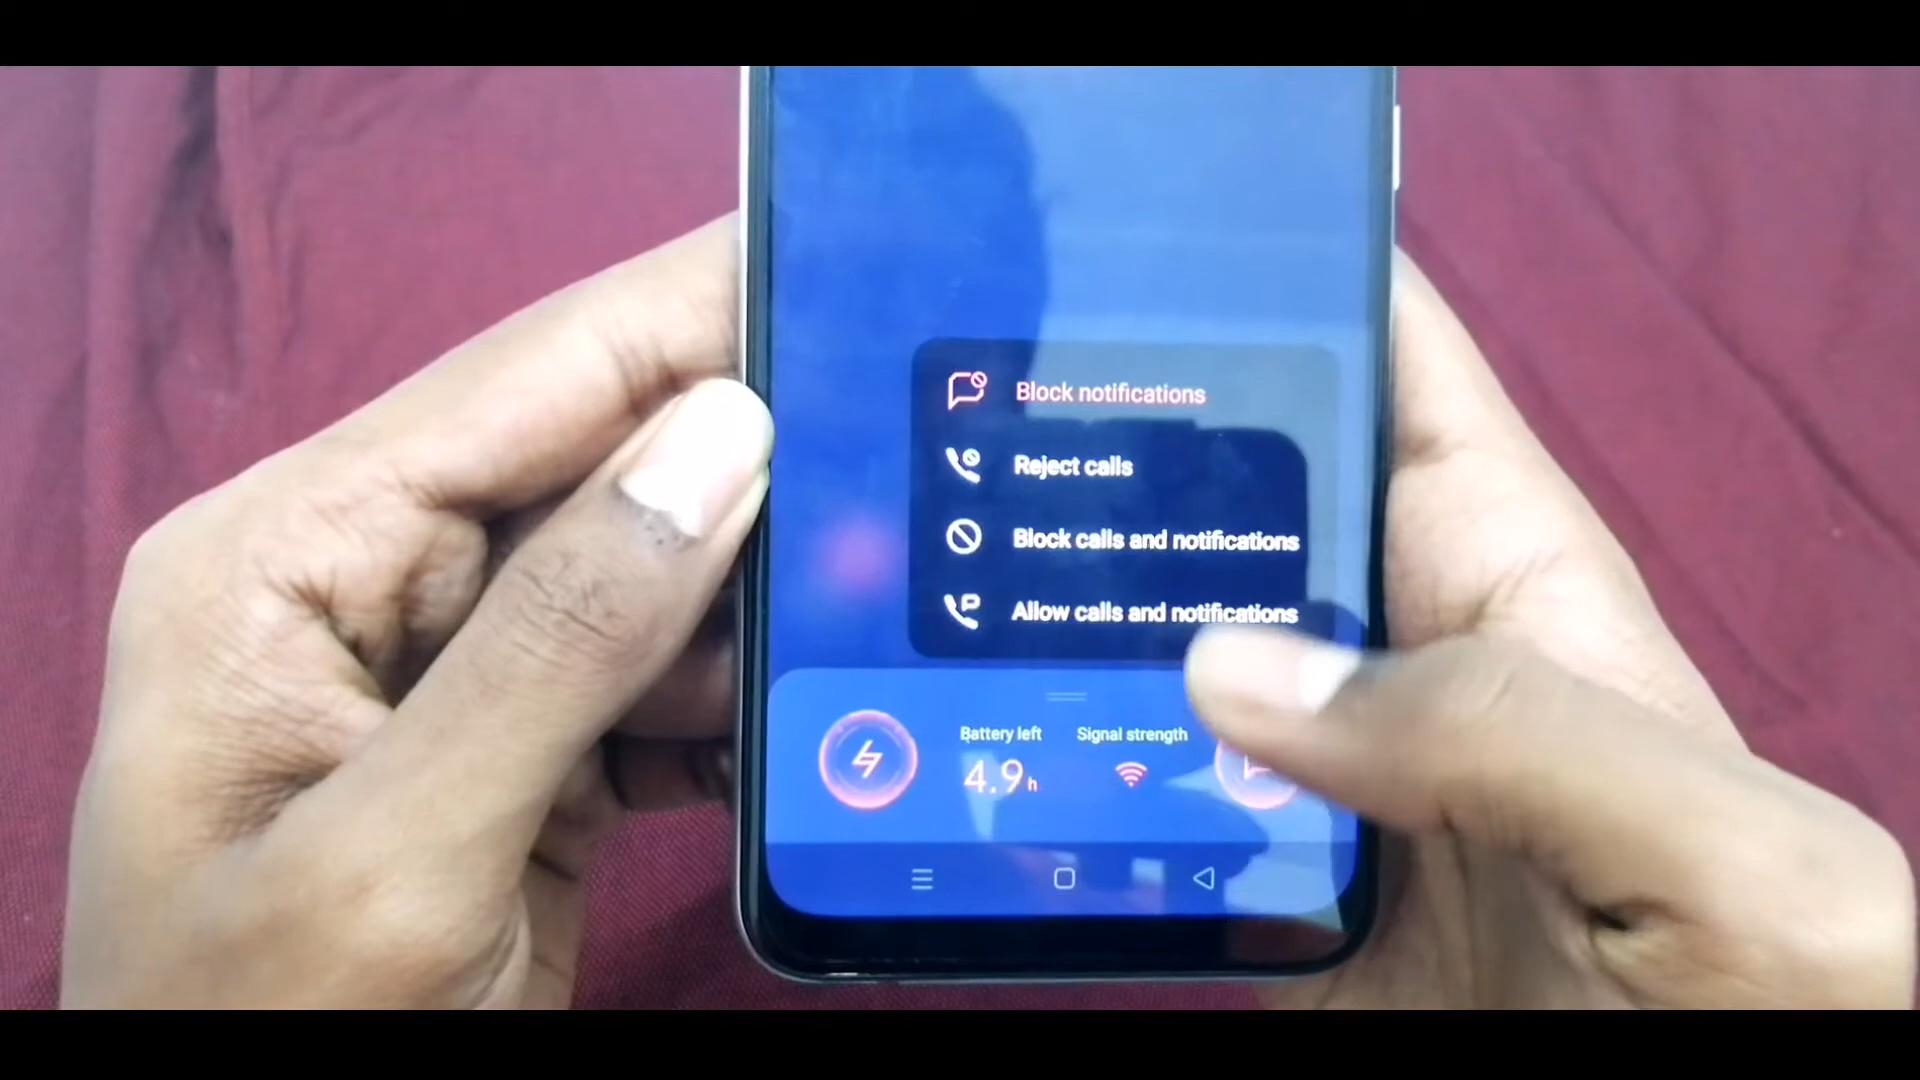 Block notifications
Reject calls
Block calls and notifications
Allow calls and notifications
Battery left
Signal strength
4.9h